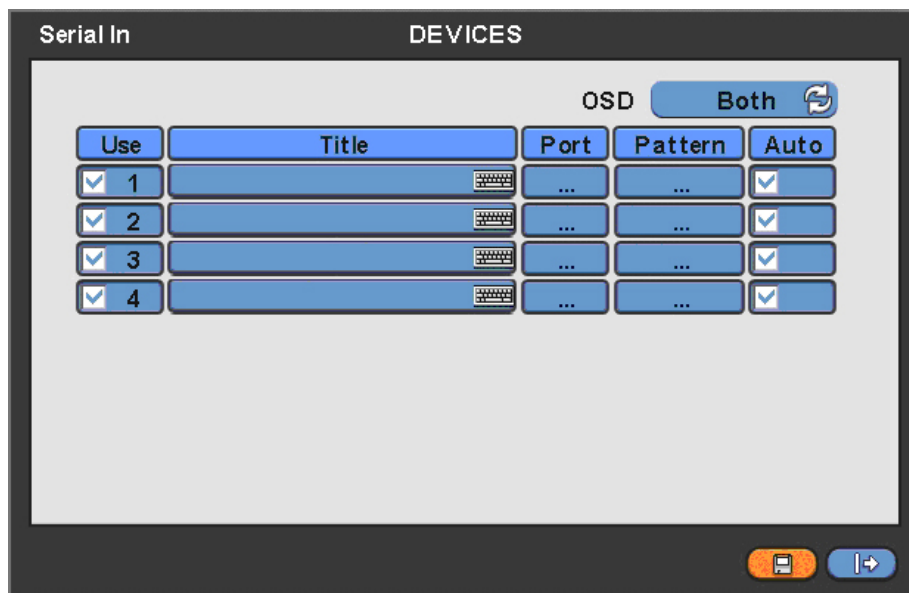 Serial In DEVICES
OSD Both
Use Title Port Pattern Auto
1 ... ...
2 ... ...
3 ... ...
4 ... ...